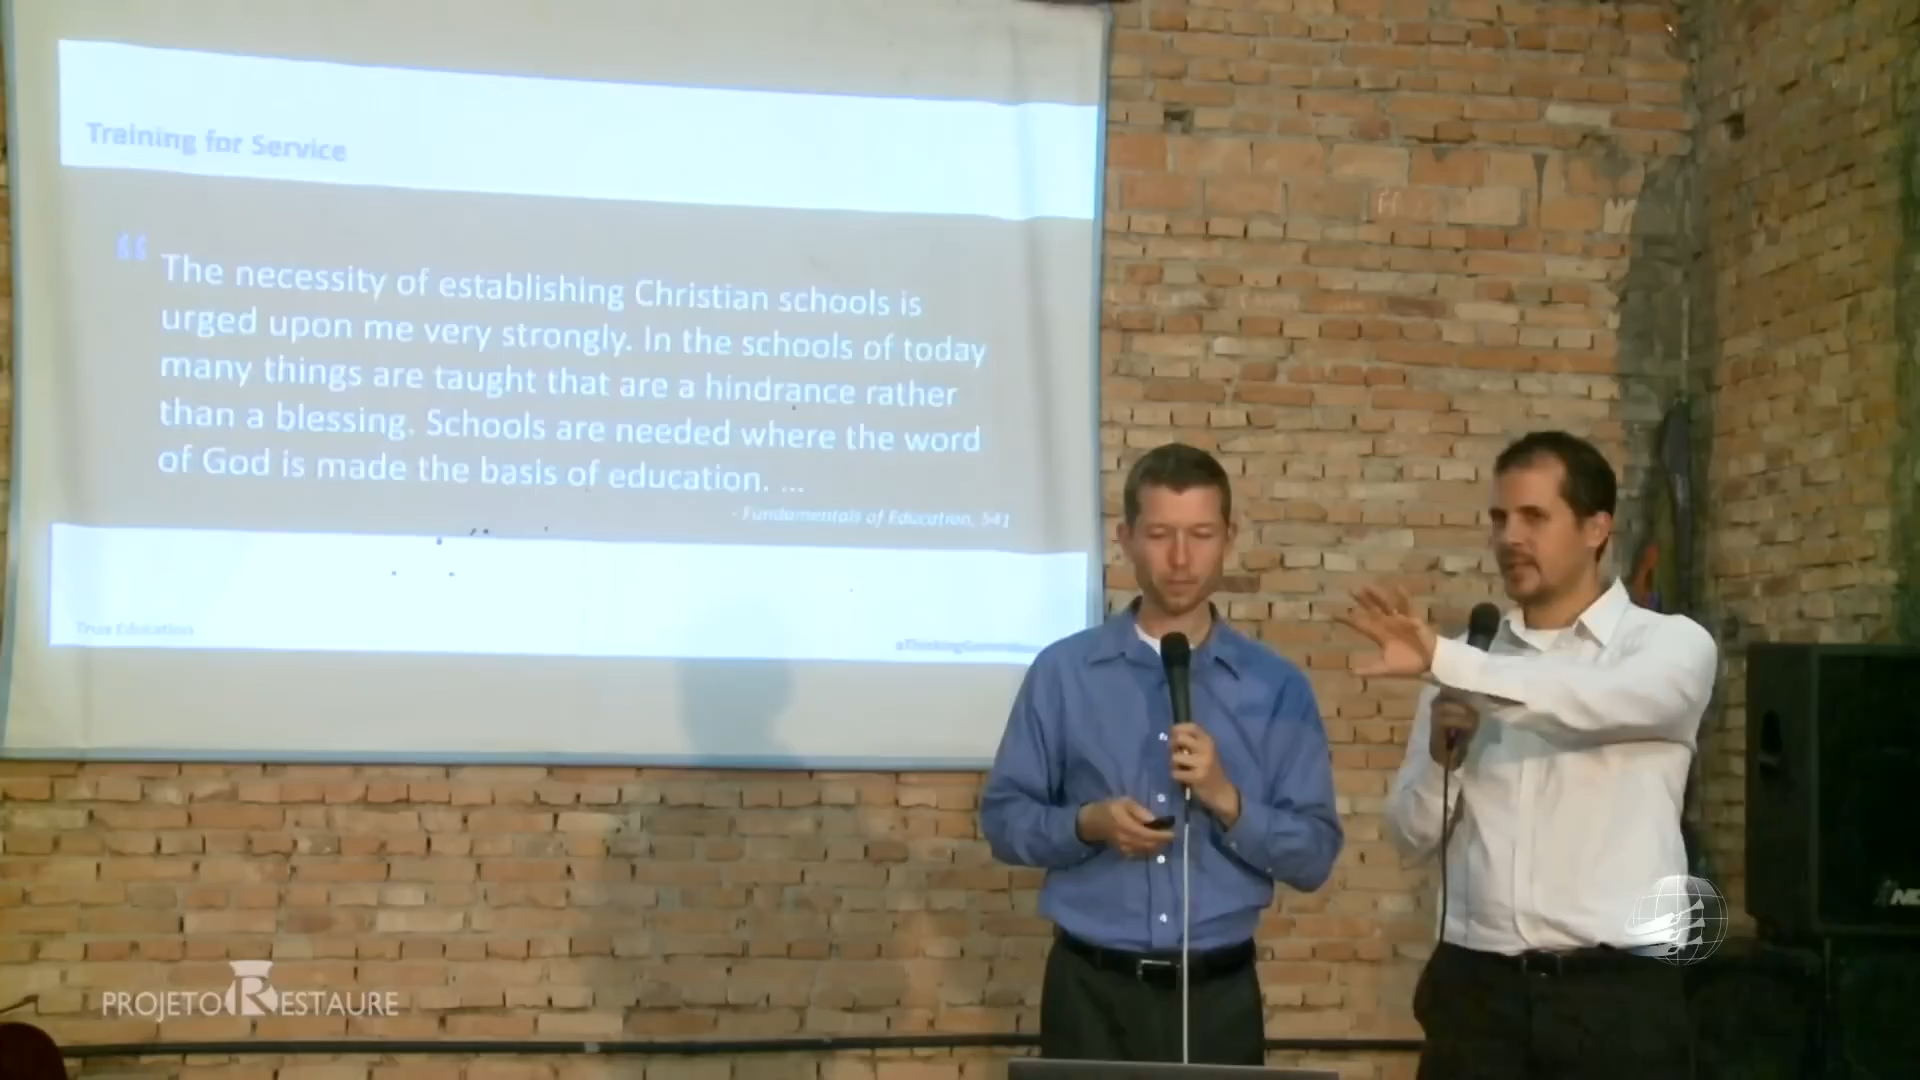 Training for Service
“ The necessity of establishing Christian schools is
urged upon me very strongly. In the schools of today
many things are taught that are a hindrance rather
than a blessing. Schools are needed where the word
of God is made the basis of education. ...
- Fundamentals of Education, 541
True Education
PROJETO RESTAURE